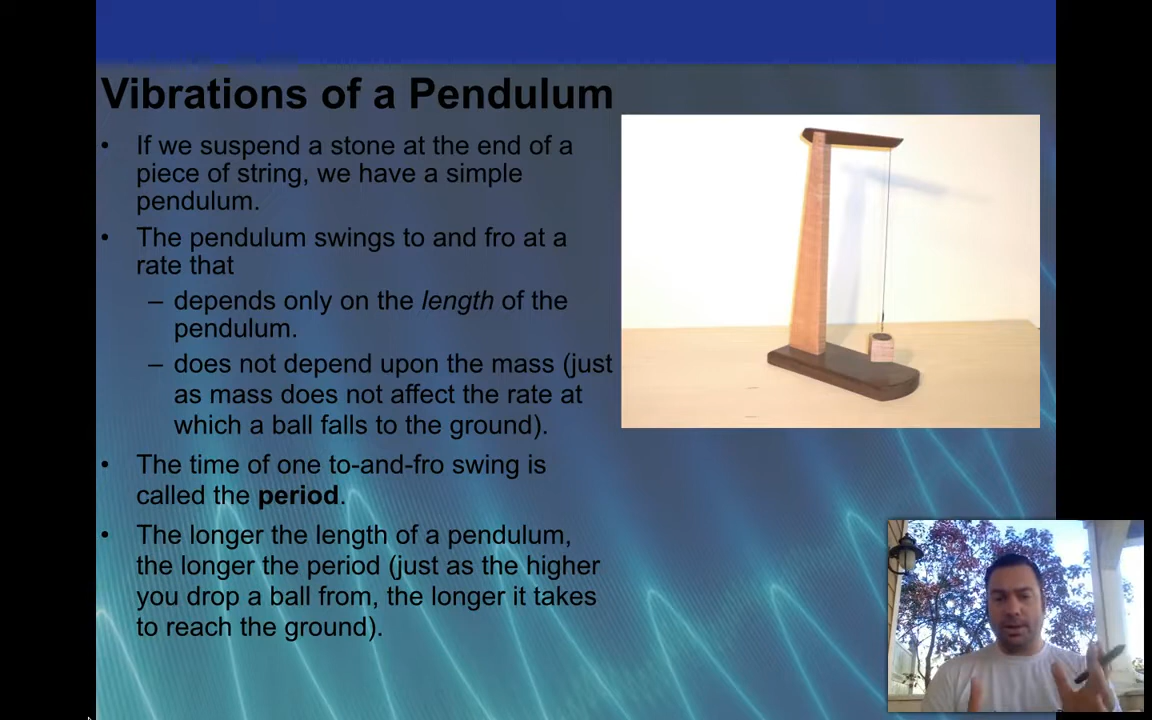 Vibrations of a Pendulum
• If we suspend a stone at the end of a
piece of string, we have a simple
pendulum.
• The pendulum swings to and fro at a
rate that
– depends only on the length of the
pendulum.
– does not depend upon the mass (just
as mass does not affect the rate at
which a ball falls to the ground).
• The time of one to-and-fro swing is
called the period.
• The longer the length of a pendulum,
the longer the period (just as the higher
you drop a ball from, the longer it takes
to reach the ground).